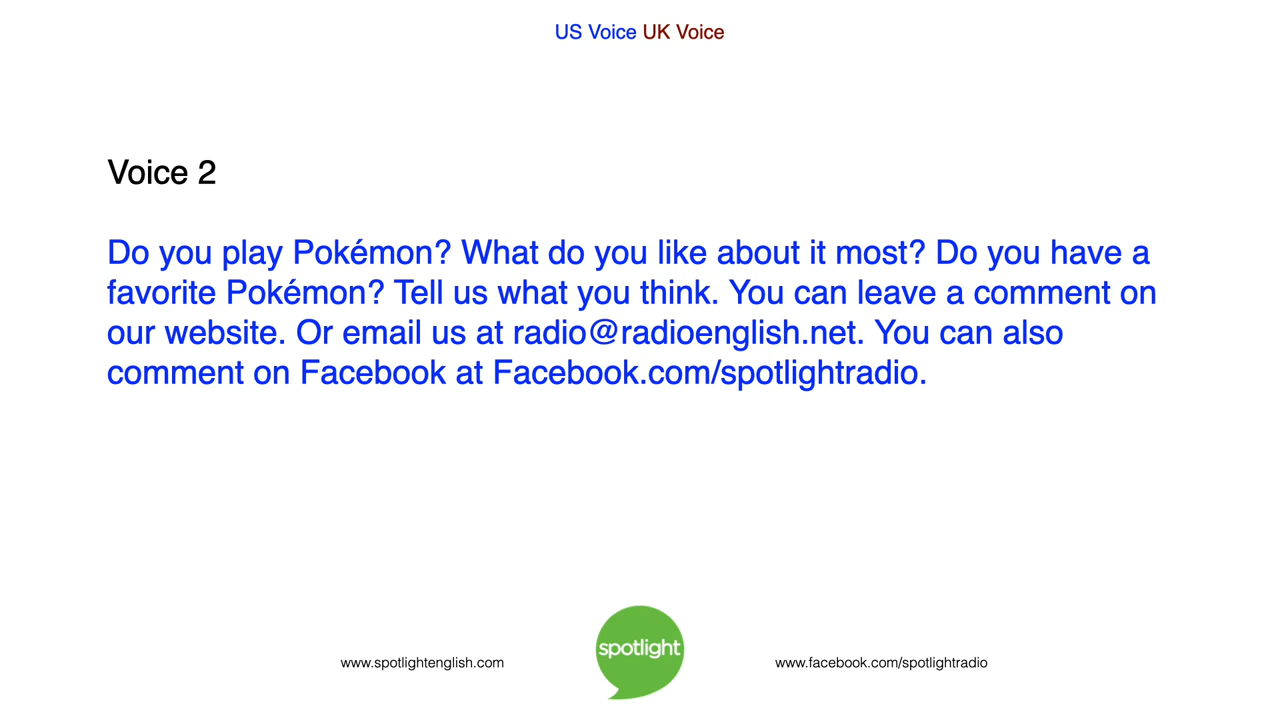 US Voice UK Voice
Voice 2
Do you play Pokémon? What do you like about it most? Do you have a
favorite Pokémon? Tell us what you think. You can leave a comment on
our website. Or email us at radio@radioenglish.net. You can also
comment on Facebook at Facebook.com/spotlightradio.
www.spotlightenglish.com
spotlight
www.facebook.com/spotlightradio